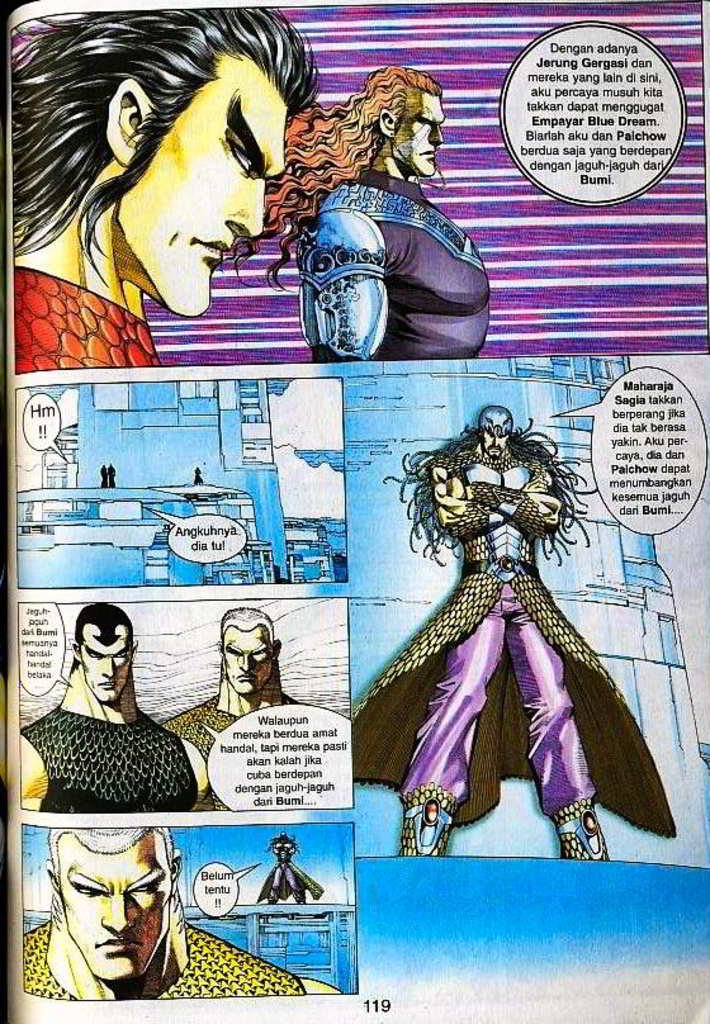 Dengan adanya
Jerung Gergasi dan
mereka yang lain di sini,
aku percaya musuh kita
takkan dapat menggugat
Empayar Blue Dream.
Biarlah aku dan Palchow
berdua saja yang berdepan
dengan jaguh-jaguh dari
Bumi.
Hm
!!
Angkuhnya
dia tu!
Maharaja
Sagia takkan
berperang jika
dia tak berasa
yakin. Aku per-
caya, dia dan
Palchow dapat
menumbangkan
kesemua jaguh
dari Bumi....
Jaguh-
jaguh
dari Bumi
semuanya
handal-
handal
belaka.
Walaupun
mereka berdua amat
handal, tapi mereka pasti
akan kalah jika
cuba berdepan
dengan jaguh-jaguh
dari Bumi....
Belum
tentu
!!
119